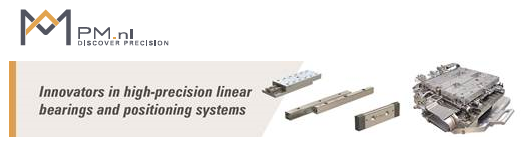 PM.nl
DISCOVER PRECISION
Innovators in high-precision linear
bearings and positioning systems